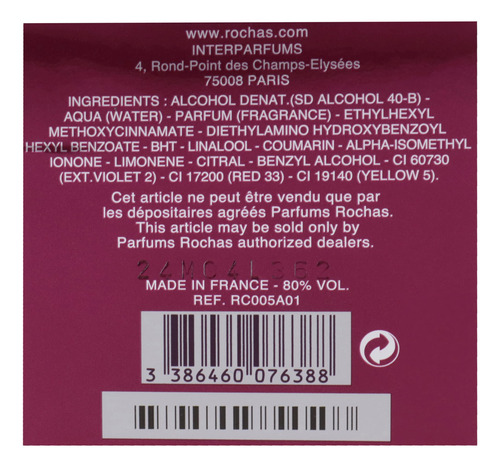 www.rochas.com
INTERPARFUMS
4, Rond-Point des Champs-Elysées
75008 PARIS
INGREDIENTS : ALCOHOL DENAT.(SD ALCOHOL 40-B) -
AQUA (WATER) - PARFUM (FRAGRANCE) - ETHYLHEXYL
METHOXYCINNAMATE - DIETHYLAMINO HYDROXYBENZOYL
HEXYL BENZOATE - BHT - LINALOOL - COUMARIN - ALPHA-ISOMETHYL
IONONE - LIMONENE - CITRAL - BENZYL ALCOHOL - CI 60730
(EXT.VIOLET 2) - CI 17200 (RED 33) - CI 19140 (YELLOW 5).
Cet article ne peut être vendu que par
les dépositaires agréés Parfums Rochas.
This article may be sold only by
Parfums Rochas authorized dealers.
24M04L362
MADE IN FRANCE - 80% VOL.
REF. RC005A01
3 386460 076388